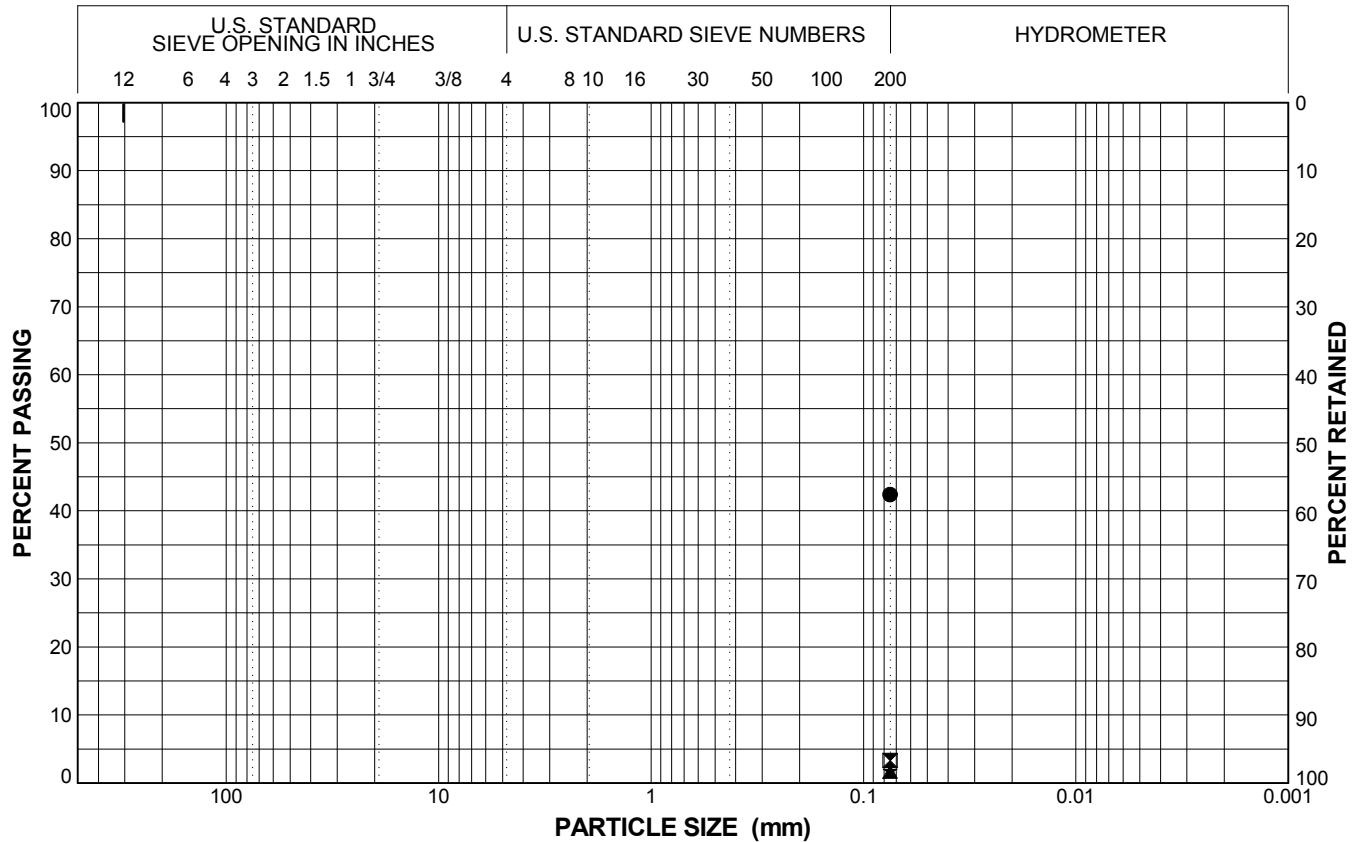 U.S. STANDARD
SIEVE OPENING IN INCHES
U.S. STANDARD SIEVE NUMBERS
HYDROMETER
12 6 4 3 2 1.5 1 3/4 3/8 4 8 10 16 30 50 100 200
100 0
90 10
80 20
70 30
60 40
50 50
40 60
30 70
20 80
10 90
0 100
PERCENT PASSING
PERCENT RETAINED
100 10 1 0.1 0.01 0.001
PARTICLE SIZE (mm)